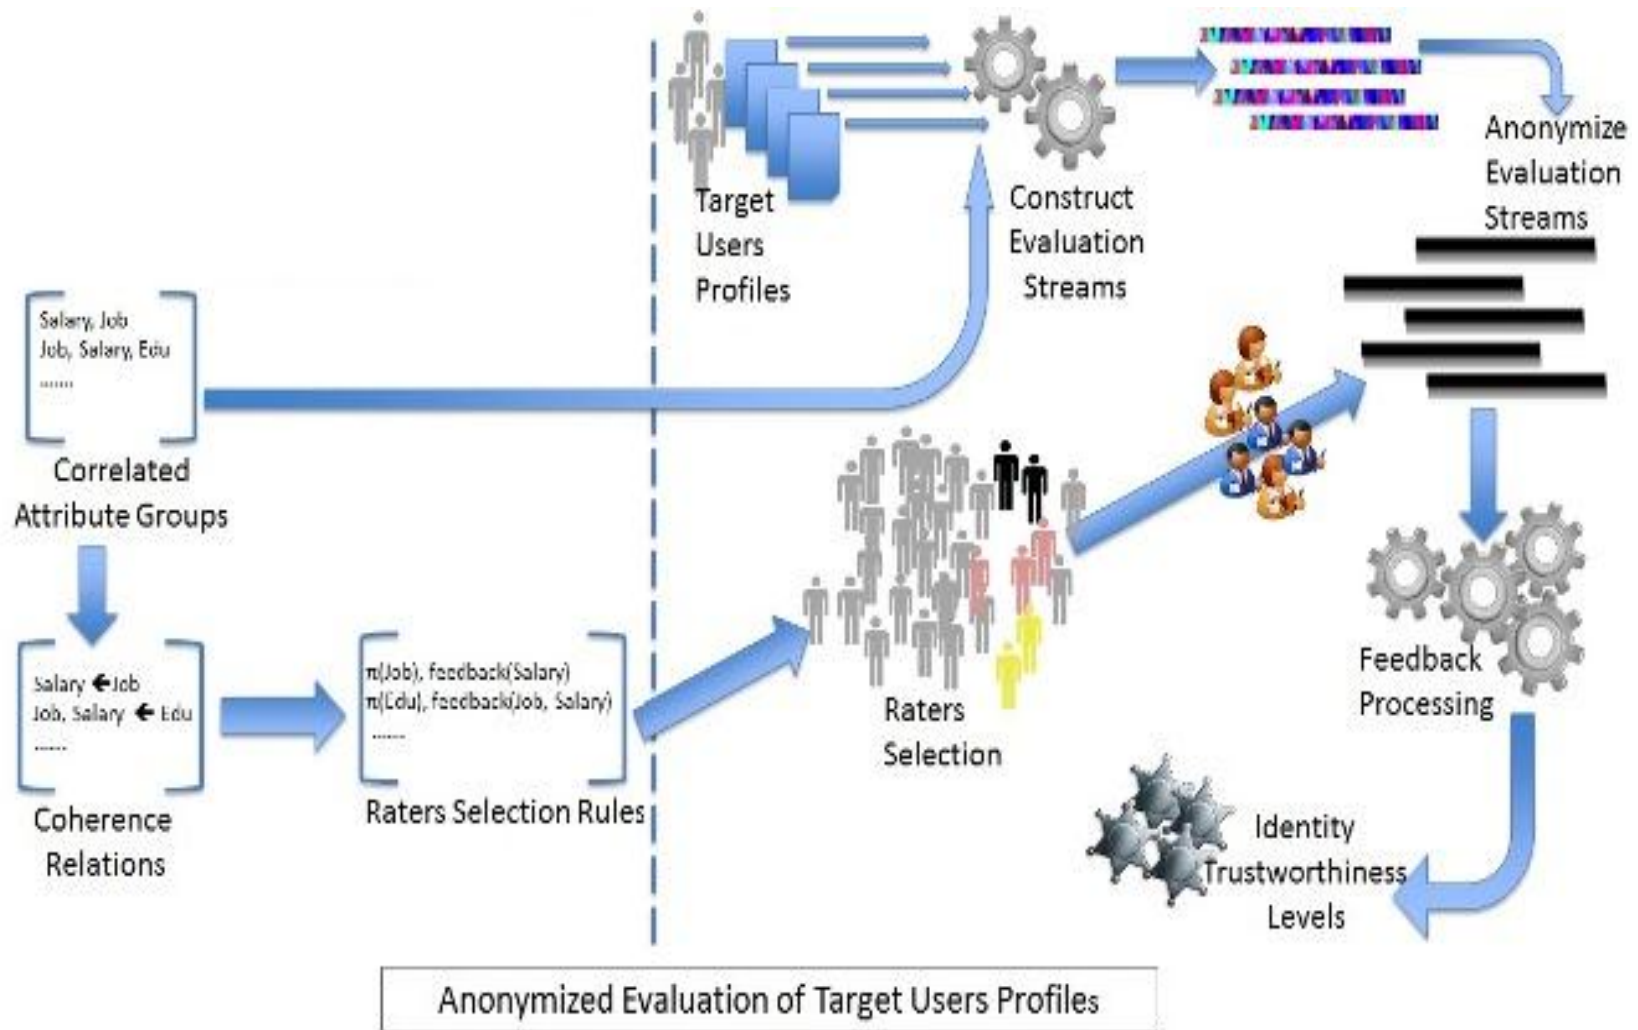 Target
Users
Profiles
Construct
Evaluation
Streams
Anonymize
Evaluation
Streams
Salary, Job
Job, Salary, Edu
.......
Correlated
Attribute Groups
Salary ←Job
Job, Salary ← Edu
.......
Coherence
Relations
π(Job), feedback(Salary)
π(Edu), feedback(Job, Salary)
.......
Raters Selection Rules
Raters
Selection
Feedback
Processing
Identity
Trustworthiness
Levels
Anonymized Evaluation of Target Users Profiles